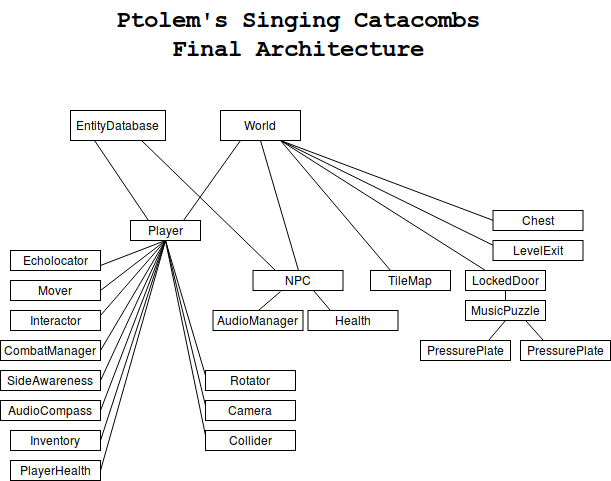 Ptolem's Singing Catacombs
Final Architecture
EntityDatabase
World
Player
Chest
LevelExit
Echolocator
NPC
TileMap
LockedDoor
Mover
MusicPuzzle
Interactor
AudioManager
Health
CombatManager
PressurePlate
PressurePlate
SideAwareness
Rotator
AudioCompass
Camera
Inventory
Collider
PlayerHealth